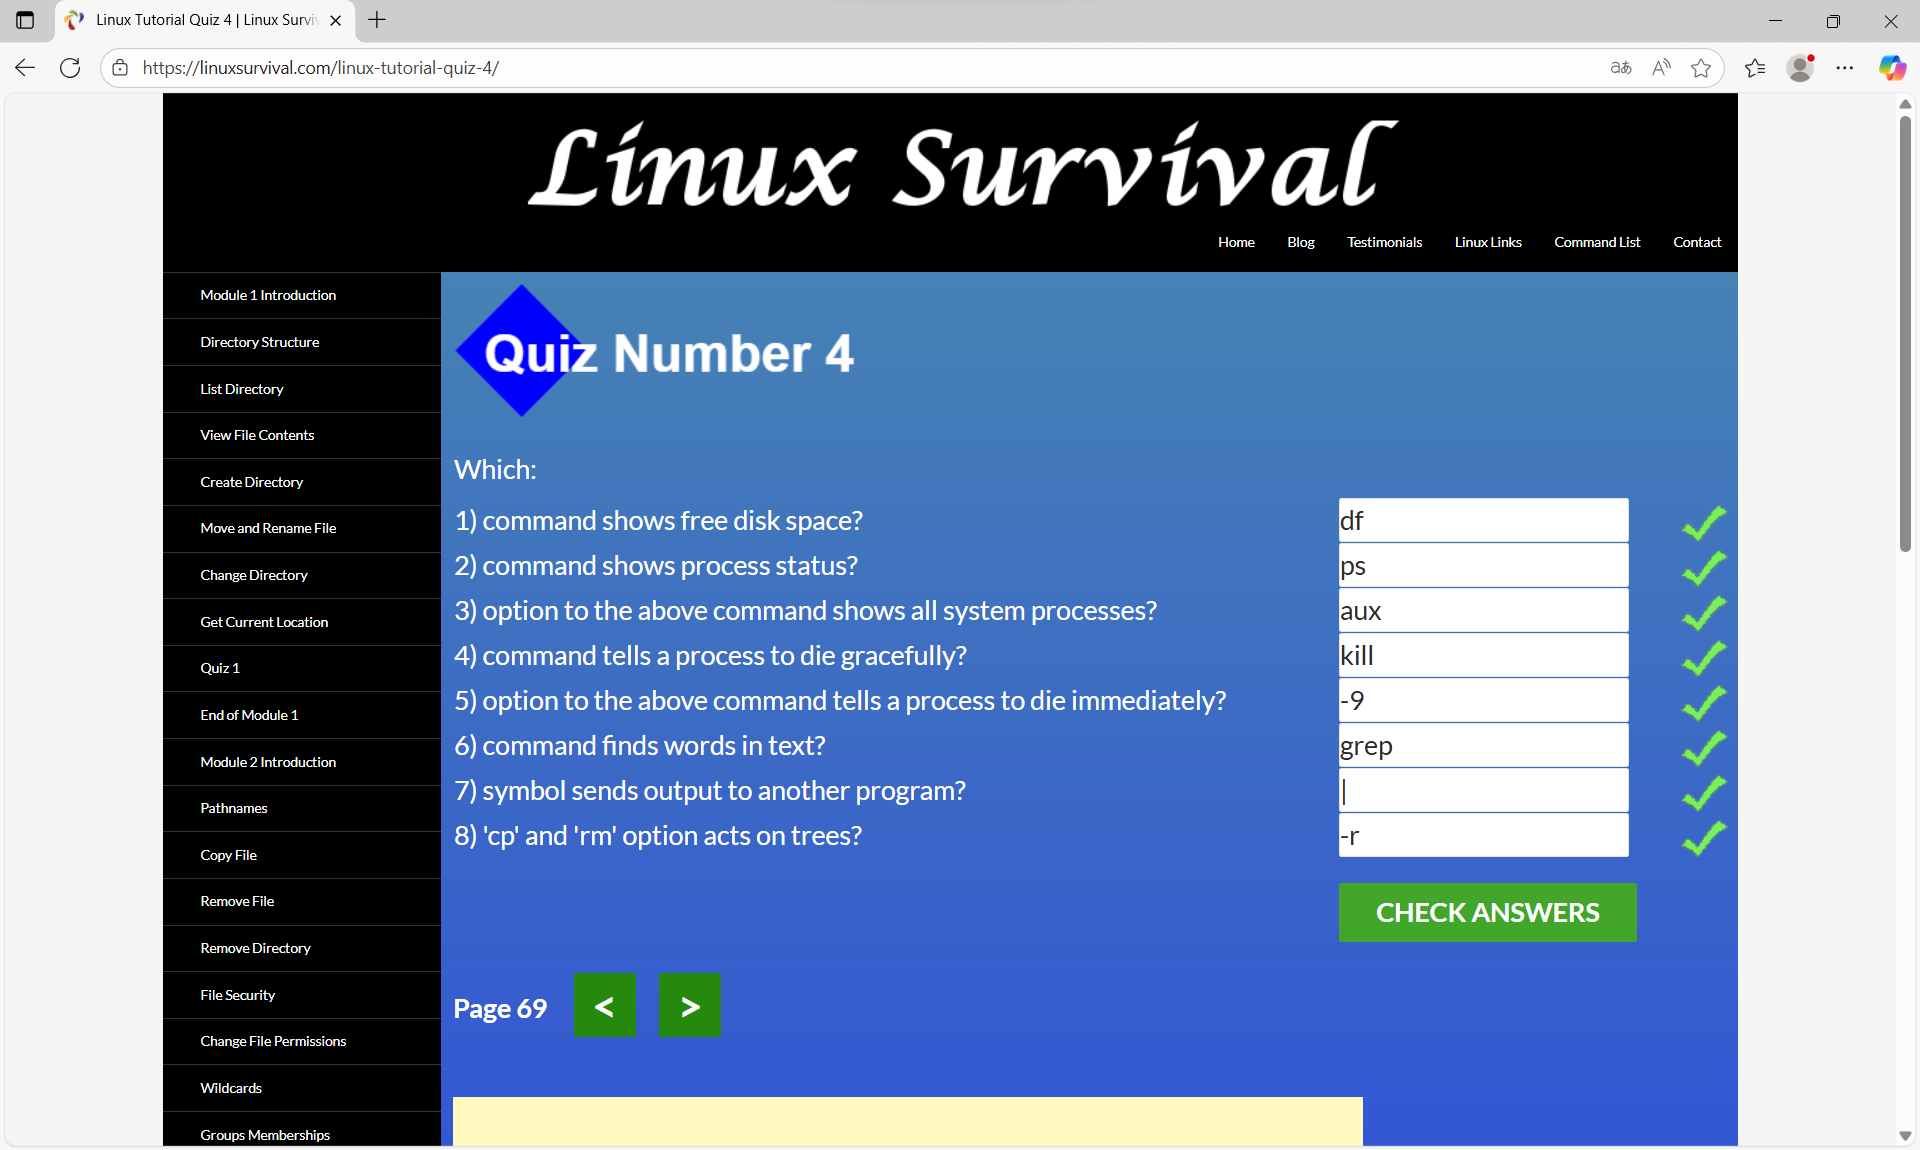 Linux Tutorial Quiz 4 | Linux Surviv
https://linuxsurvival.com/linux-tutorial-quiz-4/
Linux Survival
Home Blog Testimonials Linux Links Command List Contact
Module 1 Introduction
Directory Structure
List Directory
View File Contents
Create Directory
Move and Rename File
Change Directory
Get Current Location
Quiz 1
End of Module 1
Module 2 Introduction
Pathnames
Copy File
Remove File
Remove Directory
File Security
Change File Permissions
Wildcards
Groups Memberships
Quiz Number 4
Which:
1) command shows free disk space? df
2) command shows process status? ps
3) option to the above command shows all system processes? aux
4) command tells a process to die gracefully? kill
5) option to the above command tells a process to die immediately? -9
6) command finds words in text? grep
7) symbol sends output to another program? |
8) 'cp' and 'rm' option acts on trees? -r
CHECK ANSWERS
Page 69 < >